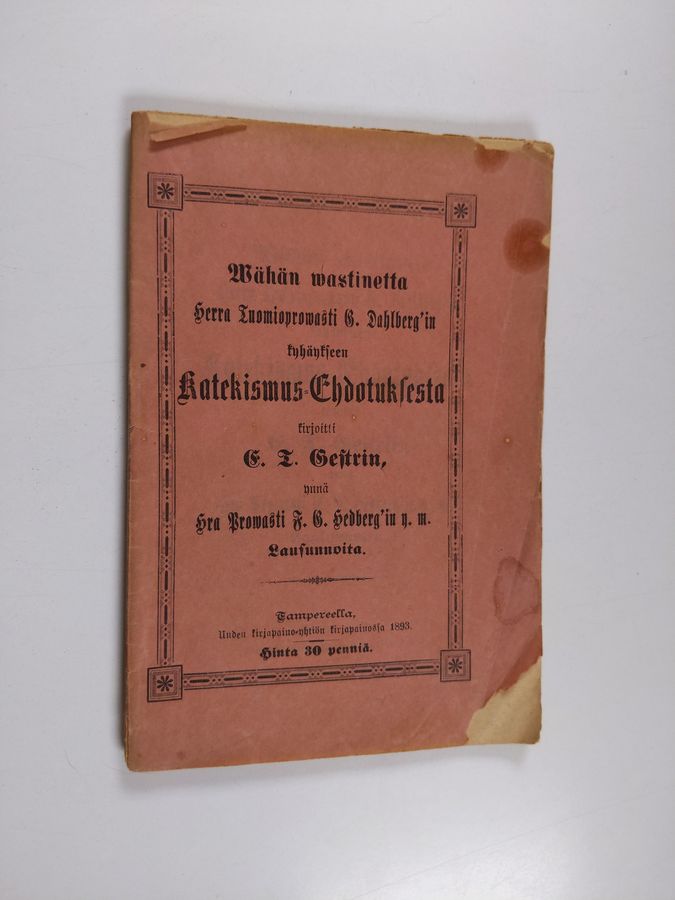 Wähän wastinetta
Herra Tuomioprowasti G. Dahlberg'in
kyhäykseen
Katekismus-Ehdotuksesta
kirjoitti
E. T. Gestrin,
ynnä
Hra Prowasti F. G. Hedberg'in y. m.
Lausunnoita.
Tampereella,
Uuden kirjapaino-yhtiön kirjapainossa 1893.
Hinta 30 penniä.